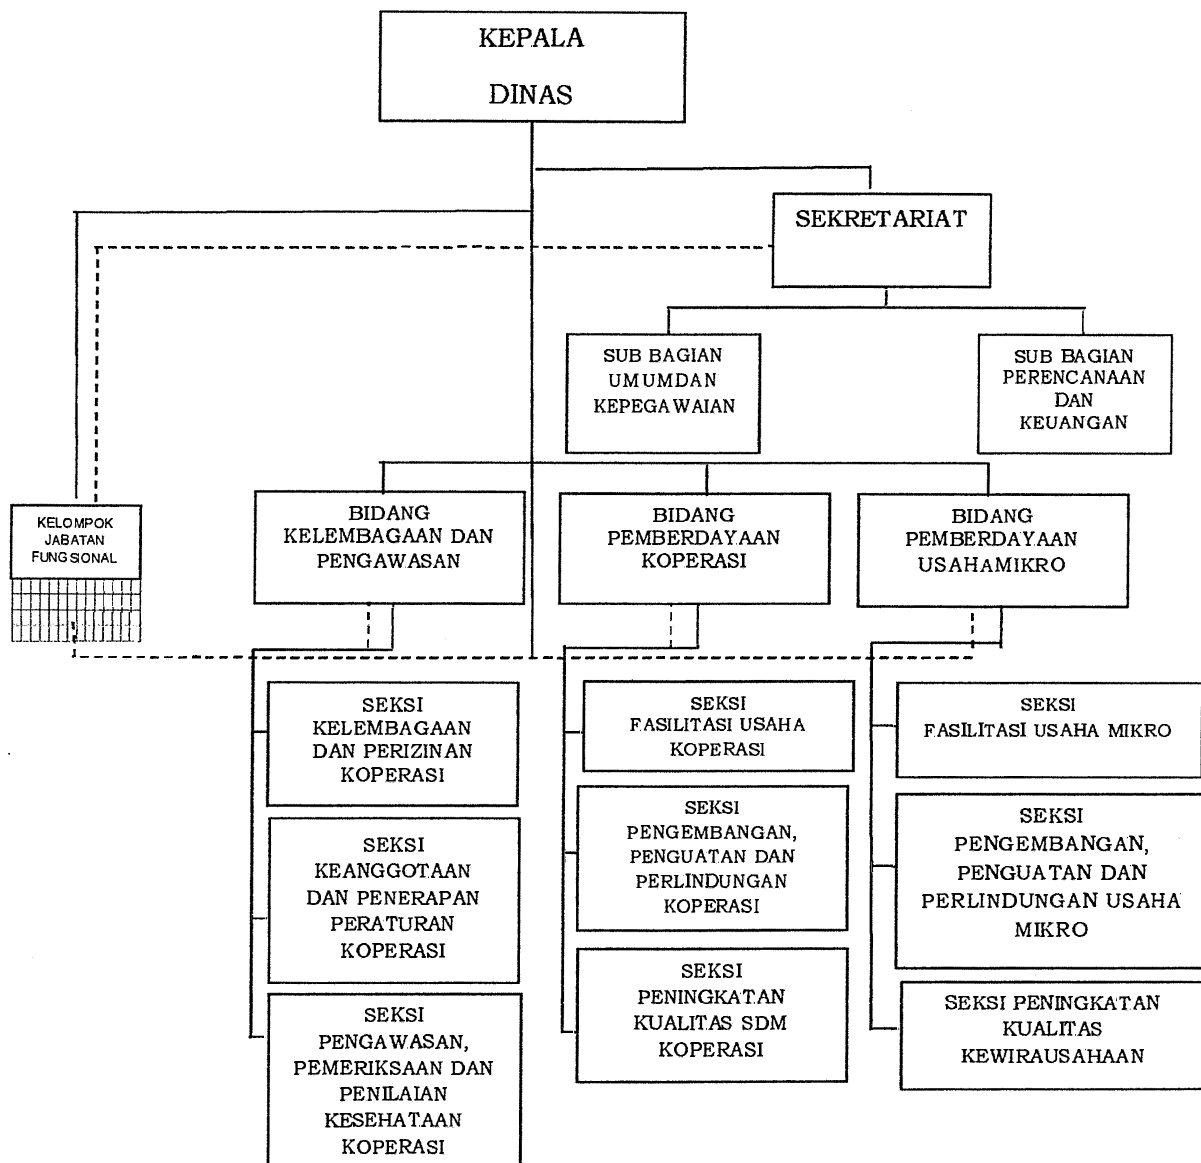 KEPALA
DINAS
SEKRETARIAT
SUB BAGIAN
UMUMDAN
KEPEGAWAIAN
SUB BAGIAN
PERENCANAAN
DAN
KEUANGAN
KELOMPOK
JABATAN
FUNGSIONAL
BIDANG
KELEMBAGAAN DAN
PENGAWASAN
BIDANG
PEMBERDAYAAN
KOPERASI
BIDANG
PEMBERDAYAAN
USAHAMIKRO
SEKSI
KELEMBAGAAN
DAN PERIZINAN
KOPERASI
SEKSI
KEANGGOTAAN
DAN PENERAPAN
PERATURAN
KOPERASI
SEKSI
PENGAWASAN,
PEMERIKSAAN DAN
PENILAIAN
KESEHATAAN
KOPERASI
SEKSI
FASILITASI USAHA
KOPERASI
SEKSI
PENGEMBANGAN,
PENGUATAN DAN
PERLINDUNGAN
KOPERASI
SEKSI
PENINGKATAN
KUALITAS SDM
KOPERASI
SEKSI
FASILITASI USAHA MIKRO
SEKSI
PENGEMBANGAN,
PENGUATAN DAN
PERLINDUNGAN USAHA
MIKRO
SEKSI PENINGKATAN
KUALITAS
KEWIRAUSAHAAN